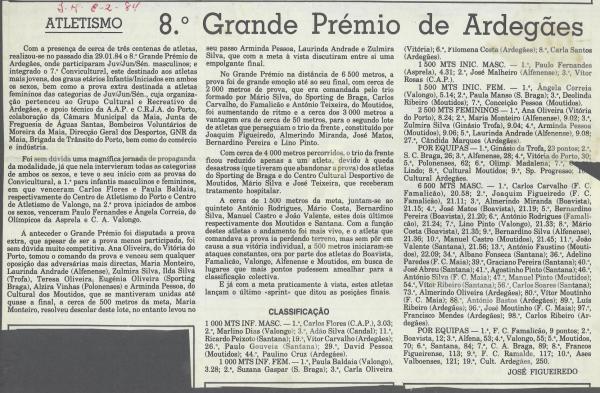 J.N. 8-2-84
ATLETISMO
8.º Grande Prémio de Ardegães
Com a presença de cerca de três centenas de atletas,
realizou-se no passado dia 29.01.84 o 8.º Grande Prémio de
Ardegães, onde participaram Juv/Jun/Sén. masculinos; e
integrado o 7.º Convicturcl, este destinado aos atletas
mais jovens, dos graus etários Infantis/Iniciados em ambos
os sexos, bem como a prova extra destinada a atletas
femininos das categorias de Juv/Jun/Sén., cuja organiza-
ção pertenceu ao Grupo Cultural e Recreativo de
Ardegães, e apoio técnico da A.A.P. e C.R.J.A. do Porto,
colaboração da Câmara Municipal da Maia, Junta de
Freguesia de Águas Santas, Bombeiros Voluntários de
Moreira da Maia, Direcção Geral dos Desportos, GNR da
Maia, Brigada de Trânsito do Porto, bem como do comércio
e indústria.
Foi sem dúvida uma magnífica jornada de propaganda
da modalidade, já que nela intervieram todas as categorias
de ambos os sexos, e teve o seu início com as provas do
Convicturcl, a 1.ª para infantis masculinos e femininos,
em que venceram Carlos Flores e Paula Baldaia,
respectivamente do Centro de Atletismo do Porto e Centro
de Atletismo de Valongo, na 2.ª prova iniciados de ambos
os sexos, venceram Paulo Fernandes e Ângela Correia, do
Olímpicos da Asprela e C. A. Valongo.
A anteceder o Grande Prémio foi disputada a prova
extra, que apesar de ser a prova menos participada, foi
sem dúvida muito competitiva. Ana Oliveira, do Vitória do
Porto, tomou o comando da prova e venceu sem qualquer
oposição das adversárias mais directas, Maria Monteiro,
Laurinda Andrade (Alfenense), Zulmira Silva, Ilda Silva
(Trofa), Teresa Oliveira, Eugénia Oliveira (Sporting
Braga), Alzira Vinhas (Polonenses) e Arminda Pessoa, do
Cultural dos Moutidos, que se mantiveram unidas até
quase a final, a cerca de 500 metros da meta, Maria
Monteiro, resolveu descolar deste lote, no entanto levou no
seu passo Arminda Pessoa, Laurinda Andrade e Zulmira
Silva, que com a meta à vista discutiram entre si uma
empolgante final.
No Grande Prémio na distância de 6 500 metros, a
prova foi de grande emoção até ao seu final, com cerca de
2 000 metros de prova, que era comandada pelo trio
formado por Mário Silva, do Sporting de Braga, Carlos
Carvalho, do Famalicão e António Teixeira, do Moutidos,
foi aumentado de ritmo e a cerca dos 3 000 metros a
vantagem era de cerca de 50 metros, para o segundo lote
de atletas que perseguiam o trio da frente, constituído por
Joaquim Figueiredo, Almerindo Miranda, José Matos,
Bernardino Pereira e Lino Pinto.
Com cerca de 4 000 metros percorridos, o trio da frente
ficou reduzido apenas a um atleta, devido à queda
desastrosas (que tiveram que abandonar a prova) dos atletas
do Sporting de Braga e do Centro Cultural Desportivo de
Moutidos, Mário Silva e José Teixeira, que receberam
tratamento hospitalar.
A cerca de 1 500 metros da meta, juntam-se ao
sintoto António Rodrigues, Mário Costa, Bernardino
Silva, Manuel Castro e João Valente, estes dois últimos
respectivamente dos Moutidos e Santana. Com a função
destes atletas o andamento foi mais vivo, e o atleta que
comandava a prova ia perdendo terreno, mas sem pôr em
causa a sua vitória individual, a 500 metros iniciaram-se
ataques constantes, ora por parte dos atletas do Boavista,
Famalicão, Valongo, Alfenense e Moutidos, em busca de
lugares que mais pontos pudessem amealhar para a
classificação colectiva.
E já com a meta praticamente à vista, estes atletas
lançam o último «sprint» que ditou as posições finais.
CLASSIFICAÇÃO
1 000 MTS INF. MASC. — 1.º, Carlos Flores (C.A.P.), 3.03;
2.º, Marlino Dias (Valongo); 3.º, Adão Silva (Candal); 11.º,
Ricardo Peixoto (Santana); 19.º, Vítor Carvalho (Ardegães);
26.º, Paulo Gouveia (Santana); 29.º, David Pessoa
(Moutidos); 44.º, Paulino Cruz (Ardegães).
1 000 MTS INF. FEM. — 1.ª, Paula Baldaia (Valongo),
3.28; 2.ª, Suzana Gaspar (S. Braga); 3.ª, Carla Oliveira
(Vitória); 6.ª, Filomena Costa (Ardegães); 8.ª, Carla Santos
(Ardegães).
1 500 MTS INIC. MASC. — 1.º, Paulo Fernandes
(Asprela), 4.31; 2.º, José Malheiro (Alfenense); 3.º, Vítor
Rosas (C.A.P.).
1 500 MTS INIC. FEM. — 1.ª, Ângela Correia
(Valongo), 5.14; 2.ª, Paula Manso (S. Braga); 3.ª, Deolinda
Ribeiro (Moutidos); 7.ª, Conceição Pessoa (Moutidos).
2 500 MTS FEMININOS — 1.ª, Ana Oliveira (Vitória
do Porto), 8.24; 2.ª, Maria Monteiro (Alfenense), 9.02; 3.ª,
Zulmira Silva (Ginásio Trofa), 9.04; 4.ª, Arminda Pessoa
(Moutidos), 9.06; 5.ª, Laurinda Andrade (Alfenense), 9.08;
27.ª, Cândida Marques (Ardegães).
POR EQUIPAS — 1.º, Ginásio da Trofa, 23 pontos; 2.º,
S. C. Braga, 26; 3.º, Alfenense, 28; 4.º, Vitória do Porto, 30;
5.º, Polonenses, 62; 6.º, Ginásio Madalena, 7.º
Lindo; 8.º, Cultural Moutidos; 9.º, Sp. Progresso; 10.º
Cultural Ardegães.
6 500 MTS MASC. — 1.º, Carlos Carvalho (F. C.
Famalicão), 20.58; 2.º, Joaquim Figueiredo (F. C.
Famalicão), 21.11; 3.º, Almerindo Miranda (Boavista),
21.15; 4.º, José Matos (Boavista), 21.19; 5.º, Bernardino
Pereira (Boavista), 21.20; 6.º, António Rodrigues (Famali-
cão), 21.24; 7.º, Lino Pinto (Valongo), 21.33; 8.º, Mário
Costa (Boavista), 21.35; 9.º, Bernardino Silva (Alfenense),
21.36; 10.º, Manuel Castro (Moutidos), 21.45; 11.º, João
Valente (Santana), 21.56; 13.º, António Faustino (Mouti-
dos), 22.09; 34.º, Albano Fonseca (Santana); 36.º, Adelino
Paredes (F. C. Maia); 39.º, Graciano Pereira (Santana); 40.º,
José Abreu (Santana); 41.º, Agostinho Pinto (Santana); 46.º,
António Silva (F. C. Maia); 47.º, Manuel Pinto (Moutidos);
54.º, Vítor Ribeiro (Santana); 56.º, Carlos Soares (Santana);
73.º, Almerindo Oliveira (Ardegães); 80.º, Vítor Moutinho
(F. C. Maia); 88.º, António Bastos (Ardegães); 89.º, Luís
Ribeiro (Ardegães); 96.º, José Moutinho (F. C. Maia); 97.º,
Francisco Mendes (Ardegães); 98.º, Carlos Ribeiro (Ar-
degães).
POR EQUIPAS — 1.º, F. C. Famalicão, 9 pontos; 2.º,
Boavista, 12; 3.º, Alfena, 53; 4.º, Valongo, 55; 5.º, Moutidos,
70; 6.º, Santana, 84; 7.º, C. A. Braga, 89; 8.º, Francos
Figueirense, 113; 9.º, F. C. Ramalde, 117; 10.º, Ases
Valboenses, 121; 19.º, Cult. Ardegães, 250.
JOSÉ FIGUEIREDO